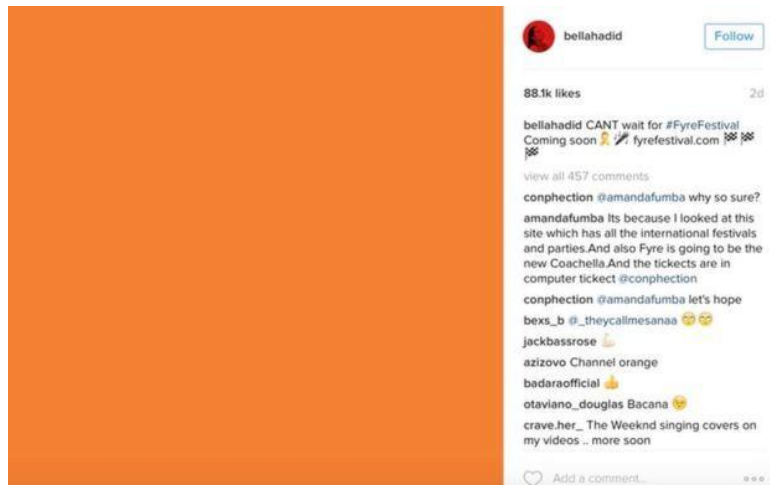 bellahadid
Follow
88.1k likes
2d
bellahadid CANT wait for #FyreFestival
Coming soon🎗️🎉 fyrefestival.com 🏁🏁
🏁
view all 457 comments
conphection @amandafumba why so sure?
amandafumba Its because I looked at this
site which has all the international festivals
and parties.And also Fyre is going to be the
new Coachella.And the tickects are in
computer tickect @conphection
conphection @amandafumba let's hope
bexs_b @_theycallmesanaa
jackbassrose 💪🏻
azizovo Channel orange
badaraofficial 👍
otaviano_douglas Bacana
crave.her_ The Weeknd singing covers on
my videos .. more soon
Add a comment...